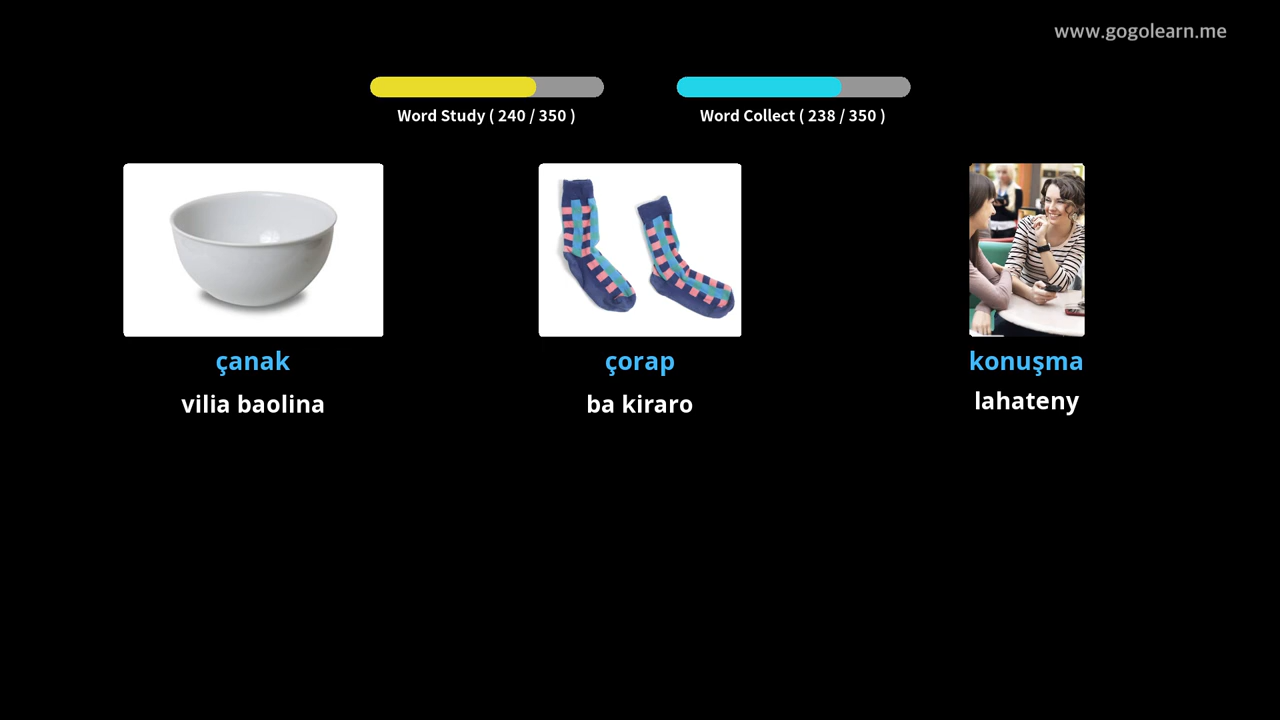 www.gogolearn.me
Word Study ( 240 / 350 )
Word Collect ( 238 / 350 )
çanak
çorap
konuşma
vilia baolina
ba kiraro
lahateny